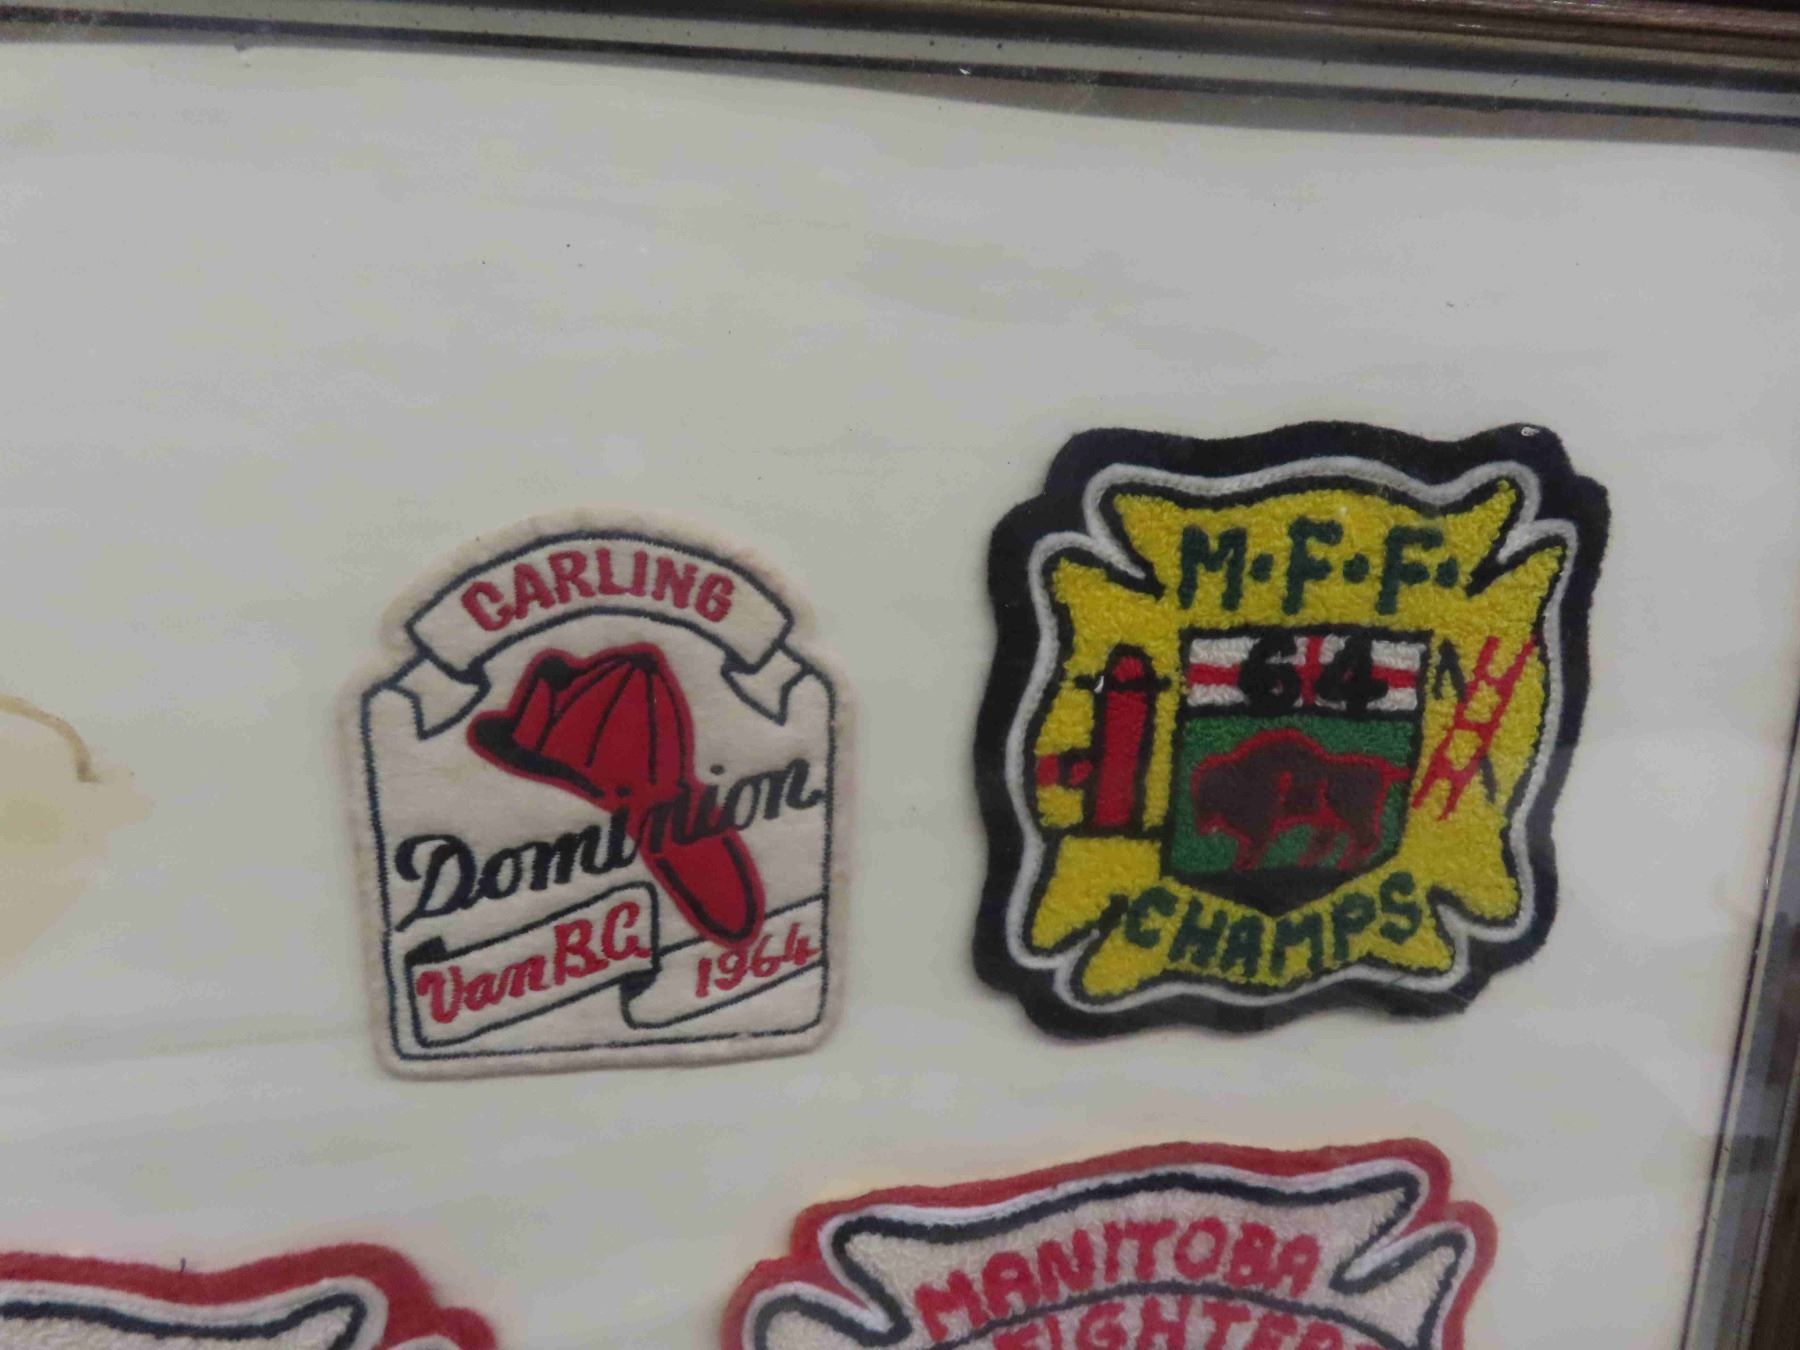 CARLING
Dominion
Van B.C.
1964
M.F.F.
64
CHAMPS
MANITOBA